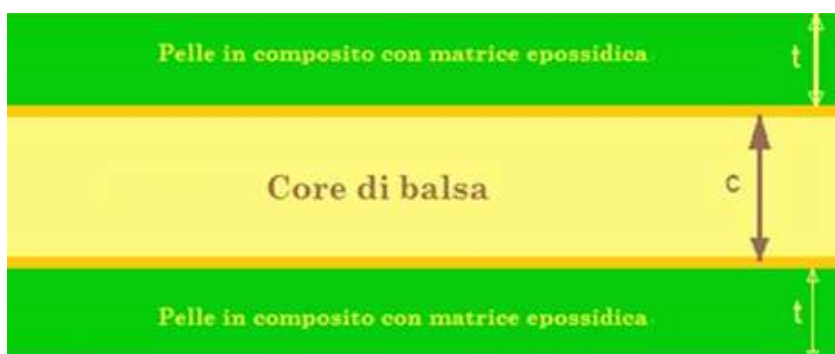 Pelle in composito con matrice epossidica
t
Core di balsa
c
Pelle in composito con matrice epossidica
t